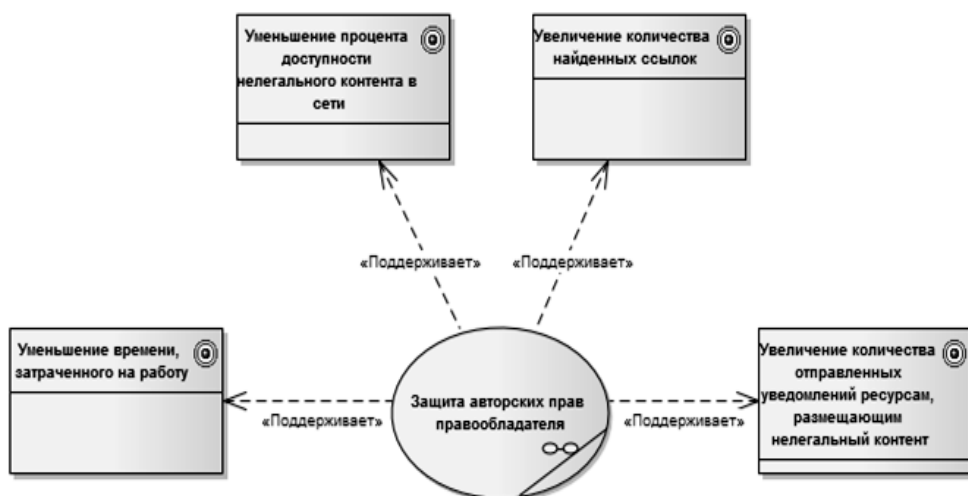 Уменьшение процента
доступности
нелегального контента в
сети
Увеличение количества
найденных ссылок
«Поддерживает»
«Поддерживает»
Уменьшение времени,
затраченного на работу
«Поддерживает»
Защита авторских прав
правообладателя
«Поддерживает»
Увеличение количества
отправленных
уведомлений ресурсам,
размещающим
нелегальный контент